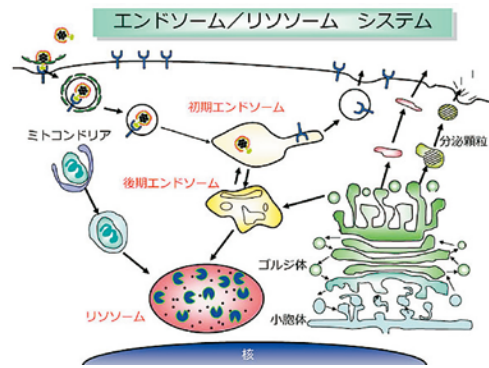 エンドソーム／リソソーム システム
初期エンドソーム
ミトコンドリア
分泌顆粒
後期エンドソーム
ゴルジ体
リソソーム
小胞体
核